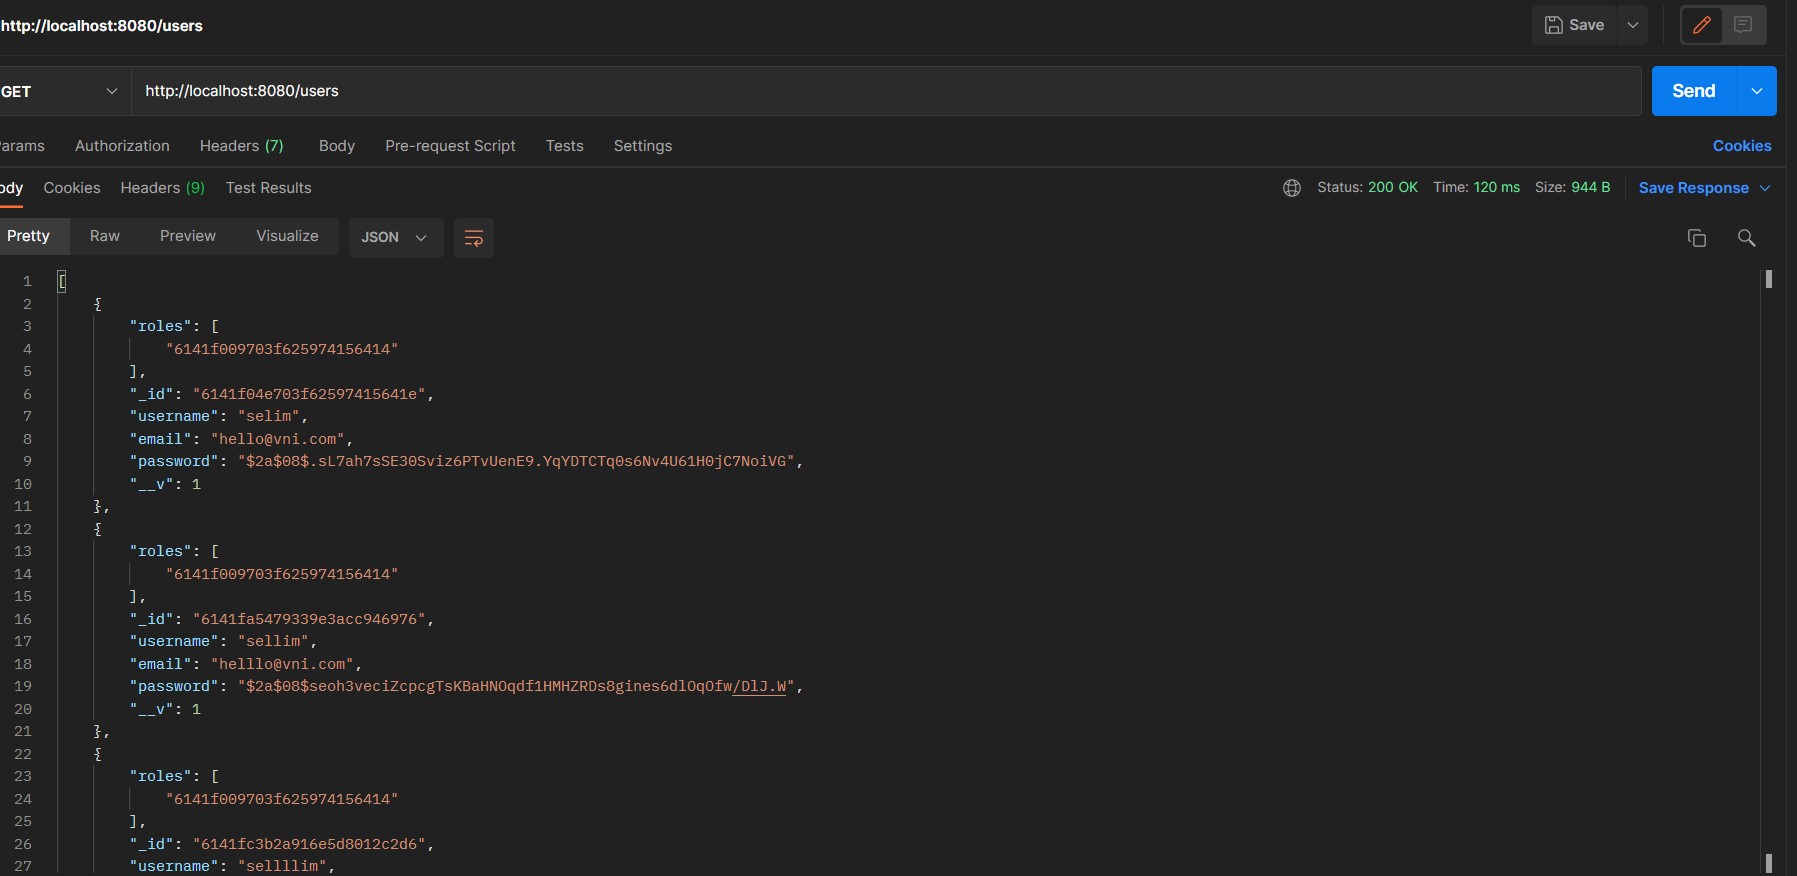 http://localhost:8080/users
Save
GET http://localhost:8080/users Send
arams Authorization Headers (7) Body Pre-request Script Tests Settings Cookies
ody Cookies Headers (9) Test Results Status: 200 OK Time: 120 ms Size: 944 B Save Response
Pretty Raw Preview Visualize JSON
1 [
2 {
3 "roles": [
4 "6141f009703f625974156414"
5 ],
6 "_id": "6141f04e703f62597415641e",
7 "username": "selim",
8 "email": "hello@vni.com",
9 "password": "$2a$08$.sL7ah7sSE30Sviz6PTvUenE9.YqYDTCTq0s6Nv4U61H0jC7NoiVG",
10 "__v": 1
11 },
12 {
13 "roles": [
14 "6141f009703f625974156414"
15 ],
16 "_id": "6141fa5479339e3acc946976",
17 "username": "sellim",
18 "email": "helllo@vni.com",
19 "password": "$2a$08$seoh3veciZcpcgTsKBaHNOqdf1HMHZRDs8gines6dlOqOfw/DlJ.W",
20 "__v": 1
21 },
22 {
23 "roles": [
24 "6141f009703f625974156414"
25 ],
26 "_id": "6141fc3b2a916e5d8012c2d6",
27 "username": "sellllim",